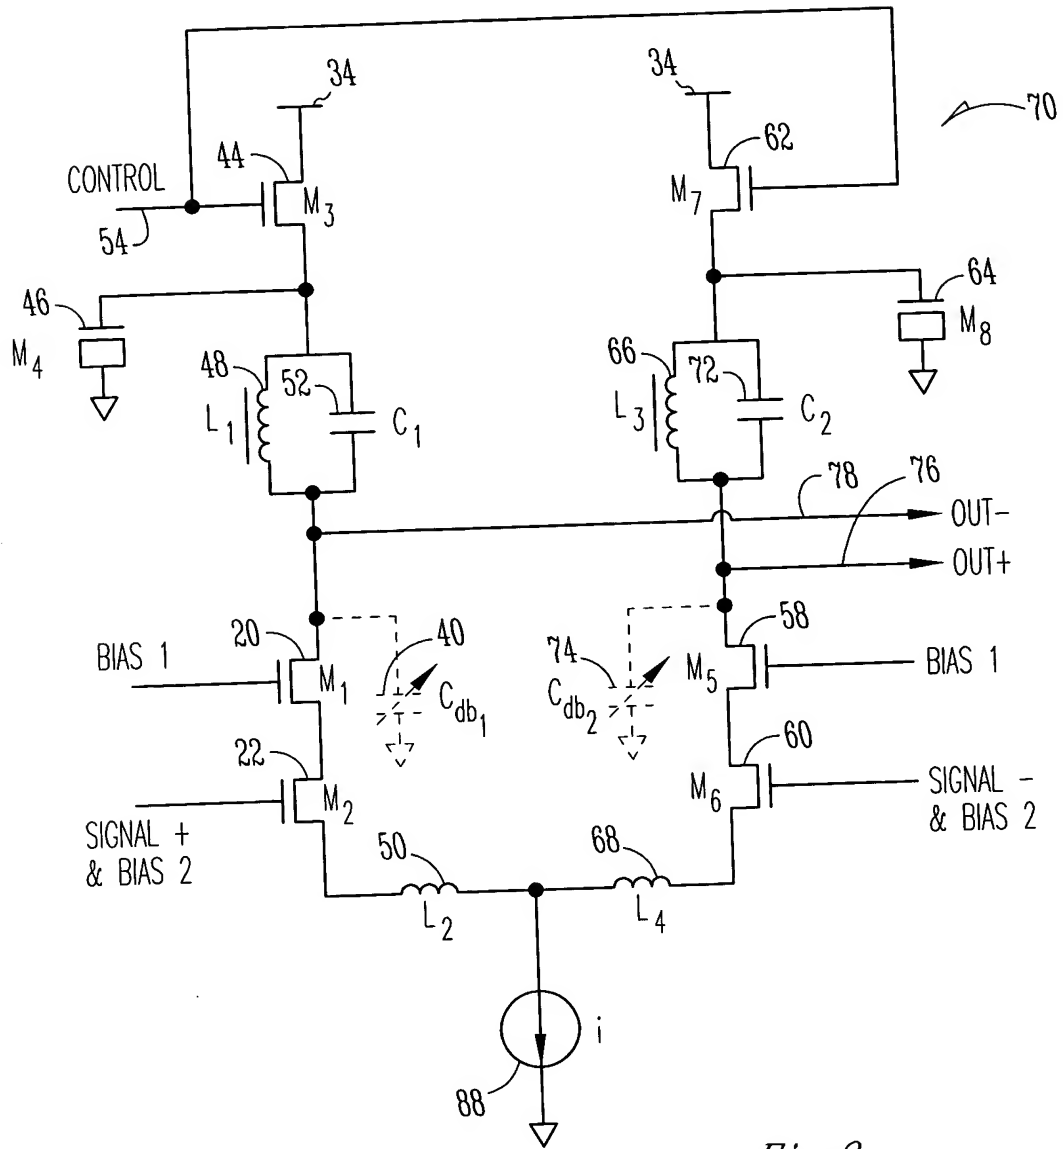 34
34
70
44
62
CONTROL
M3
M7
54
46
64
M4
M8
48
52
66
72
L1
C1
L3
C2
78
76
OUT-
OUT+
20
40
74
58
BIAS 1
M1
Cdb1
Cdb2
M5
BIAS 1
22
60
M2
M6
SIGNAL +
& BIAS 2
SIGNAL -
& BIAS 2
50
68
L2
L4
i
88